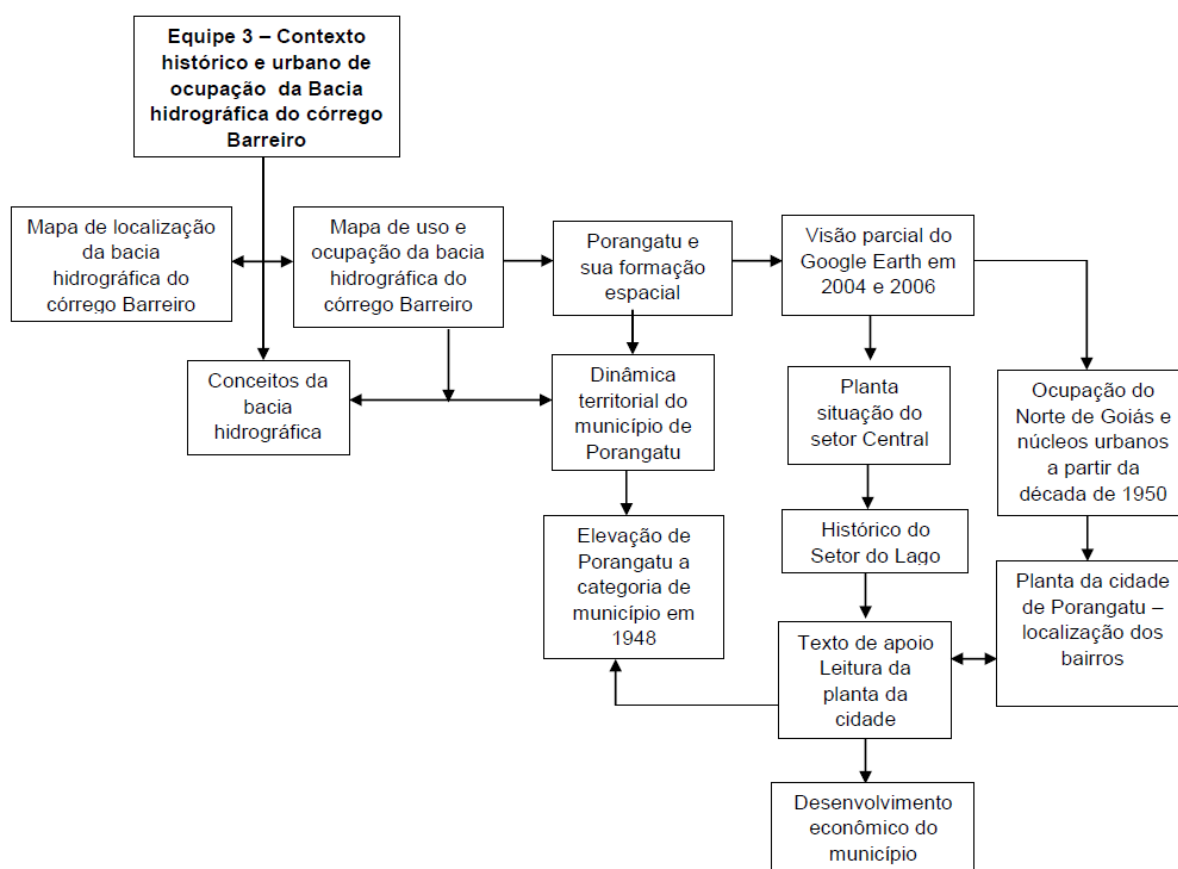 Equipe 3 – Contexto
histórico e urbano de
ocupação da Bacia
hidrográfica do córrego
Barreiro
Mapa de localização
da bacia
hidrográfica do
córrego Barreiro
Mapa de uso e
ocupação da bacia
hidrográfica do
córrego Barreiro
Porangatu e
sua formação
espacial
Visão parcial do
Google Earth em
2004 e 2006
Conceitos da
bacia
hidrográfica
Dinâmica
territorial do
município de
Porangatu
Planta
situação do
setor Central
Ocupação do
Norte de Goiás e
núcleos urbanos
a partir da
década de 1950
Elevação de
Porangatu a
categoria de
município em
1948
Histórico do
Setor do Lago
Planta da cidade
de Porangatu –
localização dos
bairros
Texto de apoio
Leitura da
planta da
cidade
Desenvolvimento
econômico do
município